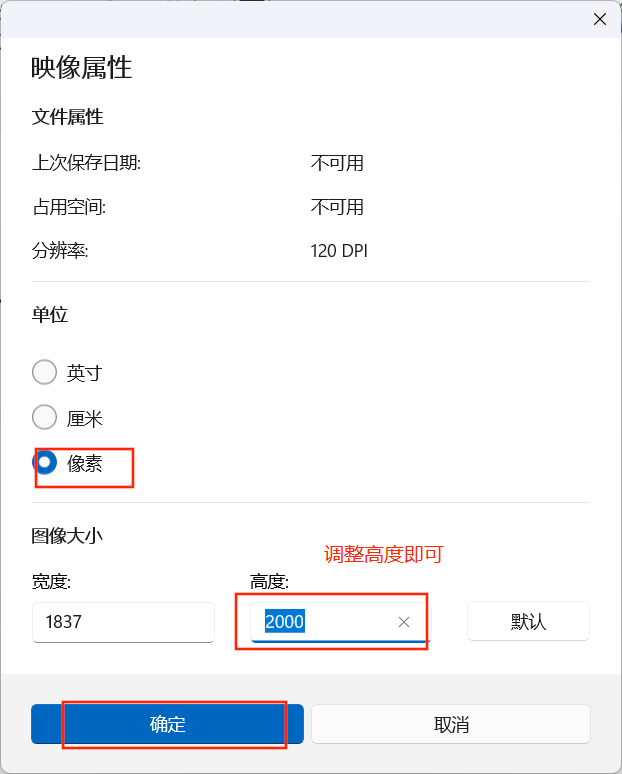 映像属性
文件属性
上次保存日期: 不可用
占用空间: 不可用
分辨率: 120 DPI
单位
英寸
厘米
像素
图像大小
调整高度即可
宽度: 高度:
1837 2000 默认
确定 取消